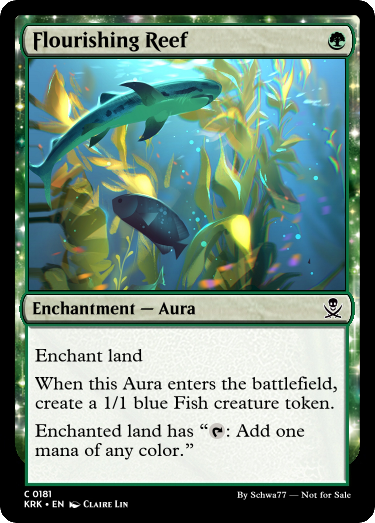 Flourishing Reef
Enchantment — Aura
Enchant land
When this Aura enters the battlefield,
create a 1/1 blue Fish creature token.
Enchanted land has “: Add one
mana of any color.”
C 0181
KRK • EN Claire Lin
By Schwa77 — Not for Sale